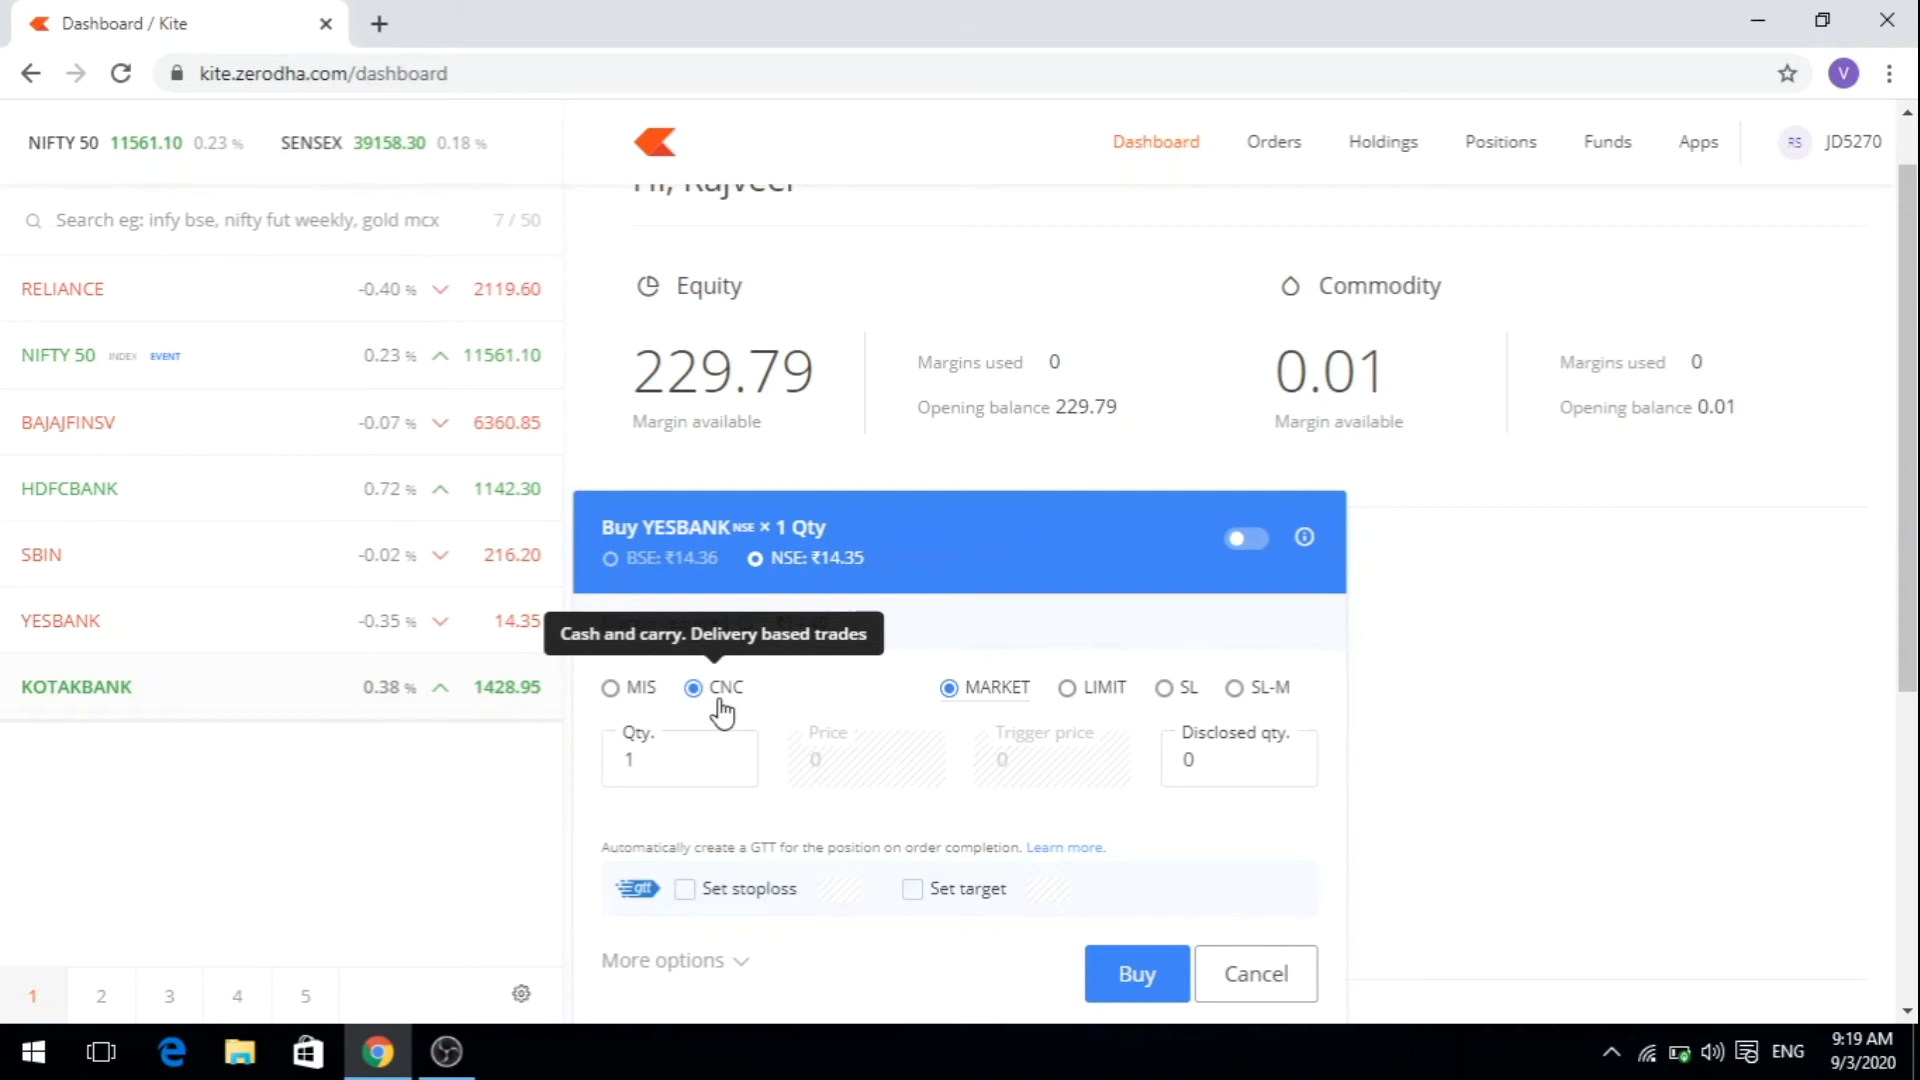 Dashboard / Kite
kite.zerodha.com/dashboard
V
NIFTY 50 11561.10 0.23 % SENSEX 39158.30 0.18 %
Dashboard Orders Holdings Positions Funds Apps RS JD5270
Hi, Rajveer
Search eg: infy bse, nifty fut weekly, gold mcx 7 / 50
RELIANCE -0.40 % 2119.60
NIFTY 50 INDEX EVENT 0.23 % 11561.10
BAJAJFINSV -0.07 % 6360.85
HDFCBANK 0.72 % 1142.30
SBIN -0.02 % 216.20
YESBANK -0.35 % 14.35
KOTAKBANK 0.38 % 1428.95
1 2 3 4 5
Equity
229.79
Margin available
Margins used 0
Opening balance 229.79
Commodity
0.01
Margin available
Margins used 0
Opening balance 0.01
Buy YESBANK NSE × 1 Qty
BSE: ₹14.36 NSE: ₹14.35
Cash and carry. Delivery based trades
MIS CNC MARKET LIMIT SL SL-M
Qty. Price Trigger price Disclosed qty.
1 0 0 0
Automatically create a GTT for the position on order completion. Learn more.
gtt Set stoploss Set target
More options Buy Cancel
ENG
9:19 AM
9/3/2020